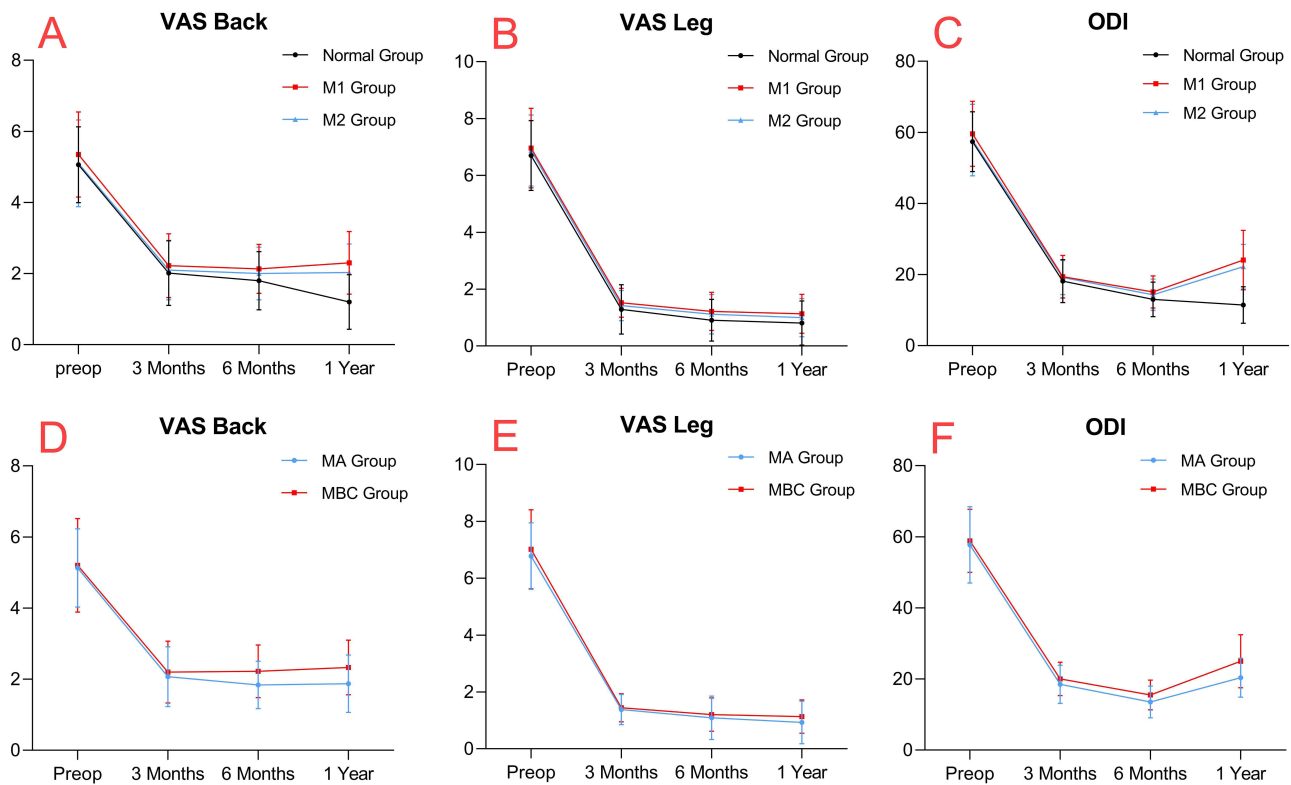 A
VAS Back
Normal Group
M1 Group
M2 Group
8
6
4
2
0
preop
3 Months
6 Months
1 Year
B
VAS Leg
Normal Group
M1 Group
M2 Group
10
8
6
4
2
0
Preop
3 Months
6 Months
1 Year
C
ODI
Normal Group
M1 Group
M2 Group
80
60
40
20
0
Preop
3 Months
6 Months
1 Year
D
VAS Back
MA Group
MBC Group
8
6
4
2
0
Preop
3 Months
6 Months
1 Year
E
VAS Leg
MA Group
MBC Group
10
8
6
4
2
0
Preop
3 Months
6 Months
1 Year
F
ODI
MA Group
MBC Group
80
60
40
20
0
Preop
3 Months
6 Months
1 Year